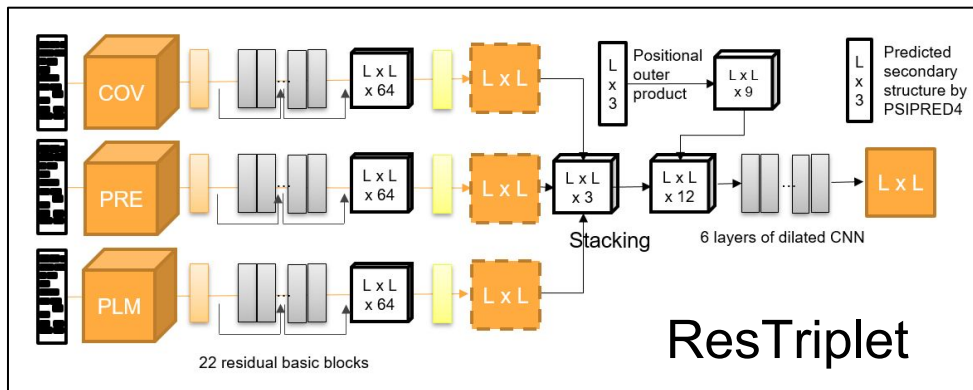 COV
L x L
x 64
L x L
L
x
3
Positional
outer
product
L x L
x 9
L
x
3
Predicted
secondary
structure by
PSIPRED4
PRE
...
L x L
x 64
L x L
L x L
x 3
L x L
x 12
...
L x L
Stacking
6 layers of dilated CNN
PLM
...
L x L
x 64
L x L
22 residual basic blocks
ResTriplet